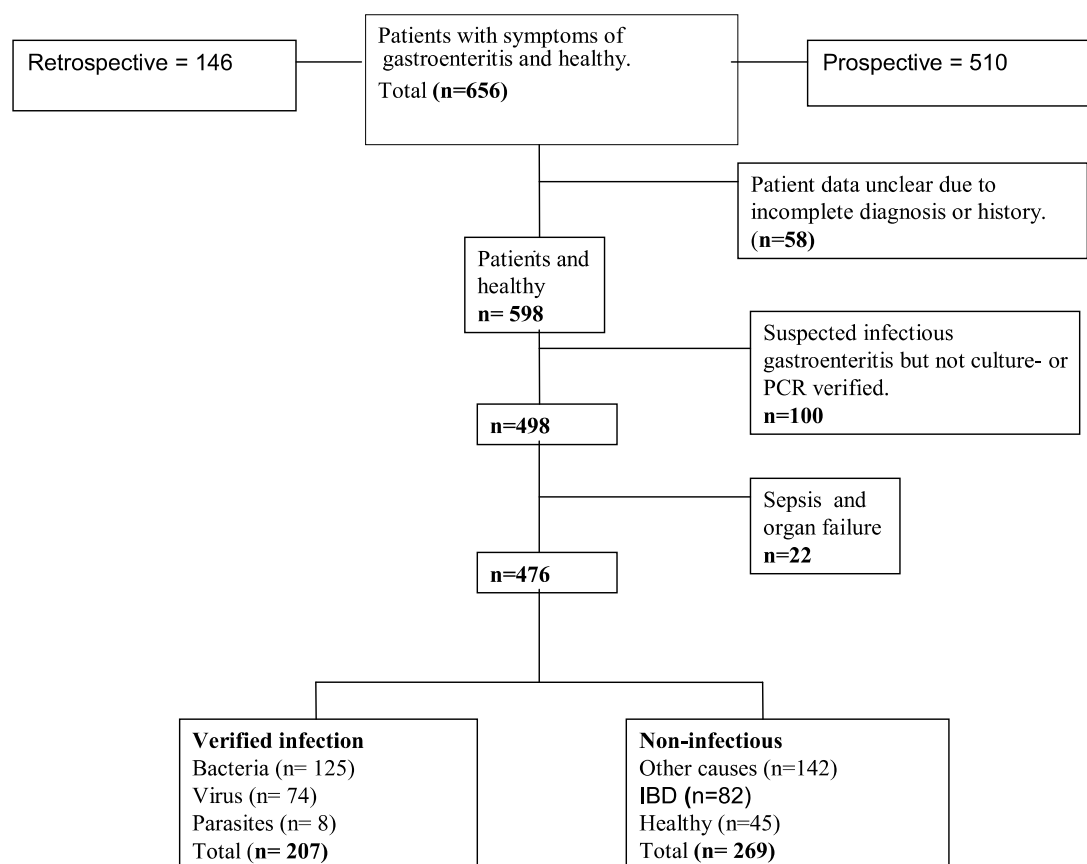 Retrospective = 146
Patients with symptoms of
gastroenteritis and healthy.
Total (n=656)
Prospective = 510
Patient data unclear due to
incomplete diagnosis or history.
(n=58)
Patients and
healthy
n= 598
Suspected infectious
gastroenteritis but not culture- or
PCR verified.
n=100
n=498
Sepsis and
organ failure
n=22
n=476
Verified infection
Bacteria (n= 125)
Virus (n= 74)
Parasites (n= 8)
Total (n= 207)
Non-infectious
Other causes (n=142)
IBD (n=82)
Healthy (n=45)
Total (n= 269)